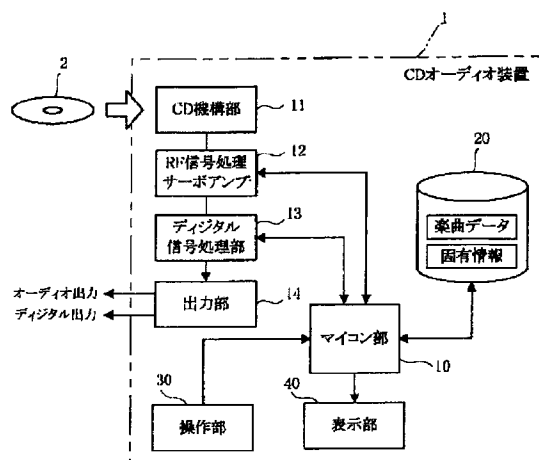 1
CDオーディオ装置
2
CD機構部
11
12
RF信号処理
サーボアンプ
20
13
ディジタル
信号処理部
楽曲データ
固有情報
オーディオ出力
ディジタル出力
出力部
14
マイコン部
10
30
操作部
40
表示部